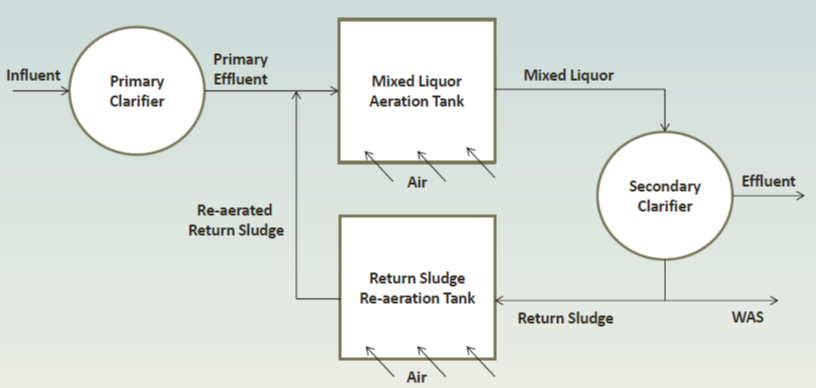 Influent
Primary
Clarifier
Primary
Effluent
Mixed Liquor
Aeration Tank
Air
Mixed Liquor
Secondary
Clarifier
Effluent
Re-aerated
Return Sludge
Return Sludge
Re-aeration Tank
Air
Return Sludge
WAS